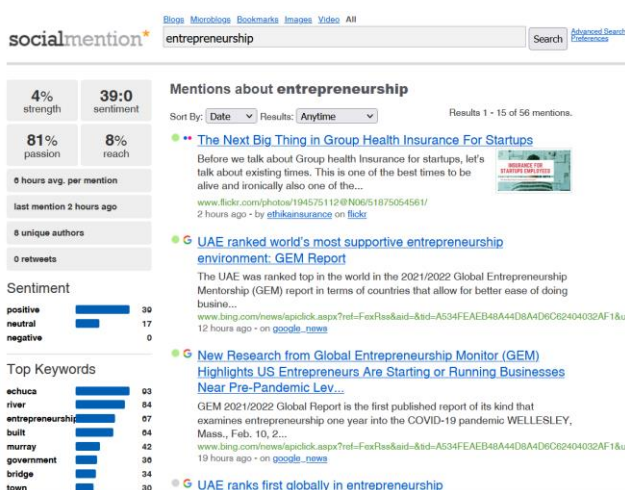 Blogs Microblogs Bookmarks Images Video All
socialmention*
entrepreneurship
Search
Advanced Search
Preferences
4%
strength
39:0
sentiment
81%
passion
8%
reach
6 hours avg. per mention
last mention 2 hours ago
8 unique authors
0 retweets
Sentiment
positive 39
neutral 17
negative 0
Top Keywords
echuca 93
river 84
entrepreneurship 67
built 64
murray 42
government 36
bridge 34
town 30
Mentions about entrepreneurship
Sort By: Date Results: Anytime
Results 1 - 15 of 56 mentions.
The Next Big Thing in Group Health Insurance For Startups
Before we talk about Group health Insurance for startups, let's
talk about existing times. This is one of the best times to be
alive and ironically also one of the...
INSURANCE FOR
STARTUPS EMPLOYEES
www.flickr.com/photos/194575112@N06/51875054561/
2 hours ago - by ethikainsurance on flickr
UAE ranked world's most supportive entrepreneurship
environment: GEM Report
The UAE was ranked top in the world in the 2021/2022 Global Entrepreneurship
Mentorship (GEM) report in terms of countries that allow for better ease of doing
busine...
www.bing.com/news/apiclick.aspx?ref=FexRss&aid=&tid=A534FEAEB48A44D8A4D6C62404032AF1&u
12 hours ago - on google_news
New Research from Global Entrepreneurship Monitor (GEM)
Highlights US Entrepreneurs Are Starting or Running Businesses
Near Pre-Pandemic Lev...
GEM 2021/2022 Global Report is the first published report of its kind that
examines entrepreneurship one year into the COVID-19 pandemic WELLESLEY,
Mass., Feb. 10, 2...
www.bing.com/news/apiclick.aspx?ref=FexRss&aid=&tid=A534FEAEB48A44D8A4D6C62404032AF1&u
19 hours ago - on google_news
UAE ranks first globally in entrepreneurship